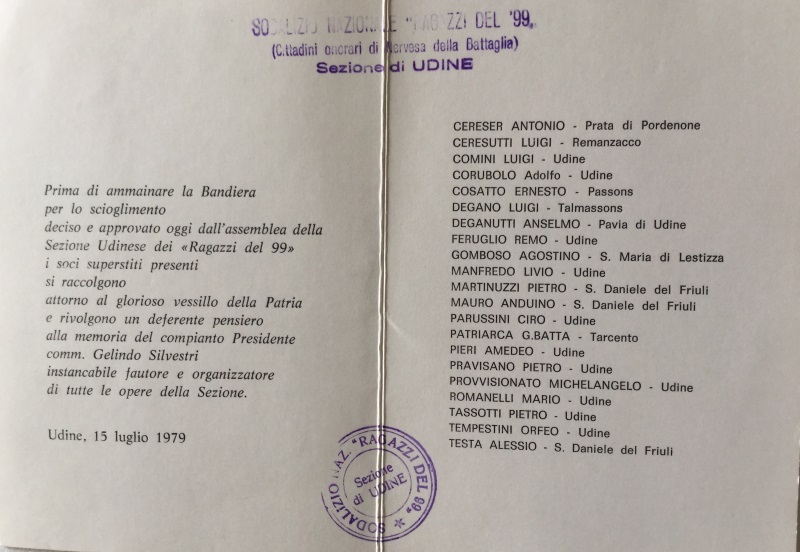 SODALIZIO NAZIONALE "RAGAZZI DEL '99"
(Cittadini onorari di Nervesa della Battaglia)
Sezione di UDINE
Prima di ammainare la Bandiera
per lo scioglimento
deciso e approvato oggi dall'assemblea della
Sezione Udinese dei «Ragazzi del 99»
i soci superstiti presenti
si raccolgono
attorno al glorioso vessillo della Patria
e rivolgono un deferente pensiero
alla memoria del compianto Presidente
comm. Gelindo Silvestri
instancabile fautore e organizzatore
di tutte le opere della Sezione.
Udine, 15 luglio 1979
CERESER ANTONIO - Prata di Pordenone
CERESUTTI LUIGI - Remanzacco
COMINI LUIGI - Udine
CORUBOLO Adolfo - Udine
COSATTO ERNESTO - Passons
DEGANO LUIGI - Talmassons
DEGANUTTI ANSELMO - Pavia di Udine
FERUGLIO REMO - Udine
GOMBOSO AGOSTINO - S. Maria di Lestizza
MANFREDO LIVIO - Udine
MARTINUZZI PIETRO - S. Daniele del Friuli
MAURO ANDUINO - S. Daniele del Friuli
PARUSSINI CIRO - Udine
PATRIARCA G.BATTA - Tarcento
PIERI AMEDEO - Udine
PRAVISANO PIETRO - Udine
PROVVISIONATO MICHELANGELO - Udine
ROMANELLI MARIO - Udine
TASSOTTI PIETRO - Udine
TEMPESTINI ORFEO - Udine
TESTA ALESSIO - S. Daniele del Friuli
SODALIZIO NAZ. "RAGAZZI DEL 99"
Sezione
di UDINE